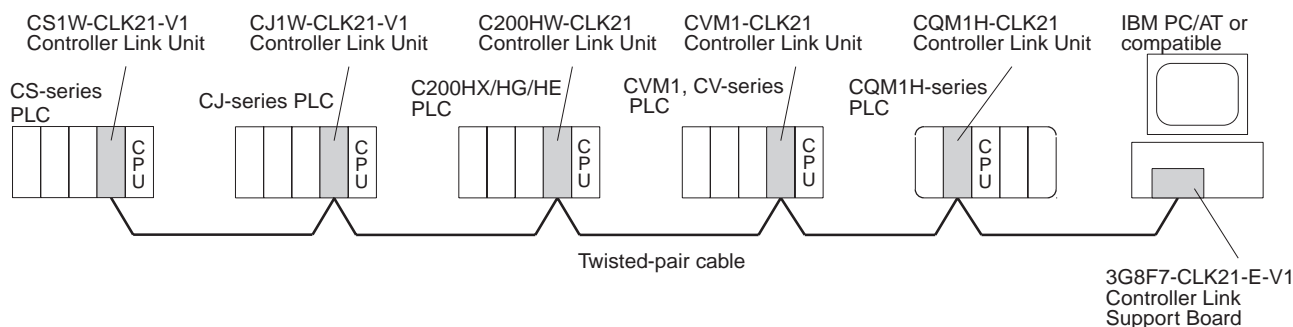 CS1W-CLK21-V1
Controller Link Unit
CJ1W-CLK21-V1
Controller Link Unit
C200HW-CLK21
Controller Link Unit
CVM1-CLK21
Controller Link Unit
CQM1H-CLK21
Controller Link Unit
IBM PC/AT or
compatible
CS-series
PLC
CJ-series PLC
C200HX/HG/HE
PLC
CVM1, CV-series
PLC
CQM1H-series
PLC
C
P
U
C
P
U
C
P
U
C
P
U
C
P
U
Twisted-pair cable
3G8F7-CLK21-E-V1
Controller Link
Support Board